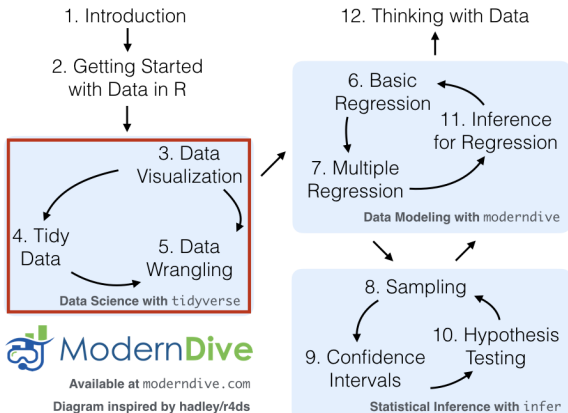 1. Introduction
2. Getting Started
with Data in R
3. Data
Visualization
4. Tidy
Data
5. Data
Wrangling
Data Science with tidyverse
ModernDive
Available at moderndive.com
Diagram inspired by hadley/r4ds
12. Thinking with Data
6. Basic
Regression
11. Inference
for Regression
7. Multiple
Regression
Data Modeling with moderndive
8. Sampling
10. Hypothesis
Testing
9. Confidence
Intervals
Statistical Inference with infer